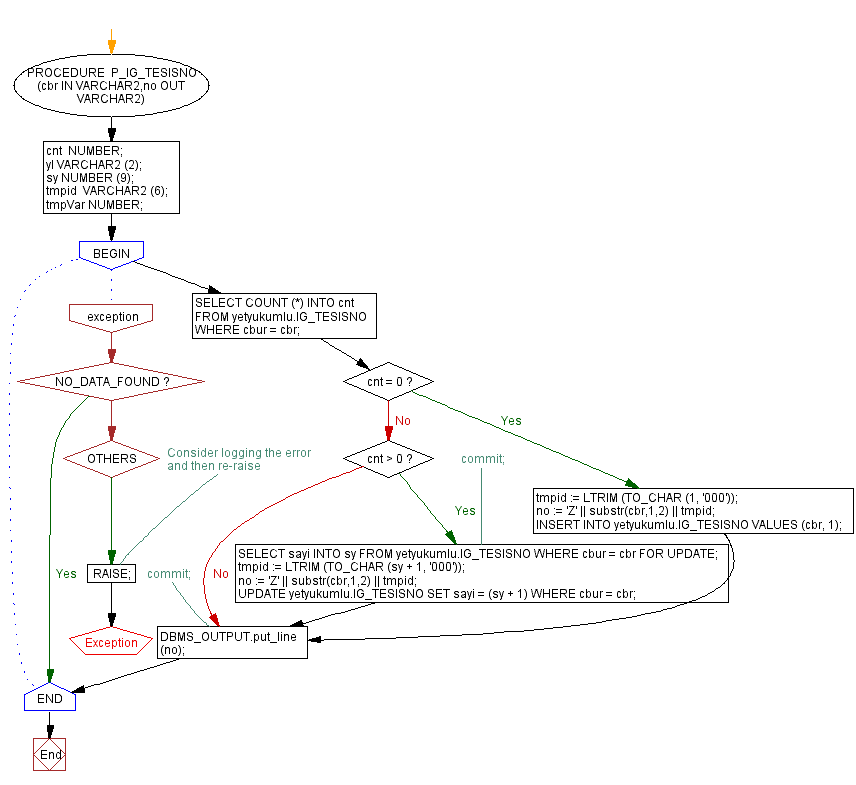 PROCEDURE  P_IG_TESISNO
(cbr IN VARCHAR2,no OUT
VARCHAR2)
cnt  NUMBER;
yl VARCHAR2 (2);
sy NUMBER (9);
tmpid  VARCHAR2 (6);
tmpVar NUMBER;
BEGIN
exception
SELECT COUNT (*) INTO cnt
FROM yetyukumlu.IG_TESISNO
WHERE cbur = cbr;
NO_DATA_FOUND ?
cnt = 0 ?
Yes
No
OTHERS
Consider logging the error
and then re-raise
cnt > 0 ?
commit;
Yes
tmpid := LTRIM (TO_CHAR (1, '000'));
no := 'Z' || substr(cbr,1,2) || tmpid;
INSERT INTO yetyukumlu.IG_TESISNO VALUES (cbr, 1);
SELECT sayi INTO sy FROM yetyukumlu.IG_TESISNO WHERE cbur = cbr FOR UPDATE;
tmpid := LTRIM (TO_CHAR (sy + 1, '000'));
no := 'Z' || substr(cbr,1,2) || tmpid;
UPDATE yetyukumlu.IG_TESISNO SET sayi = (sy + 1) WHERE cbur = cbr;
Yes
RAISE;
commit;
No
Exception
DBMS_OUTPUT.put_line
(no);
END
End